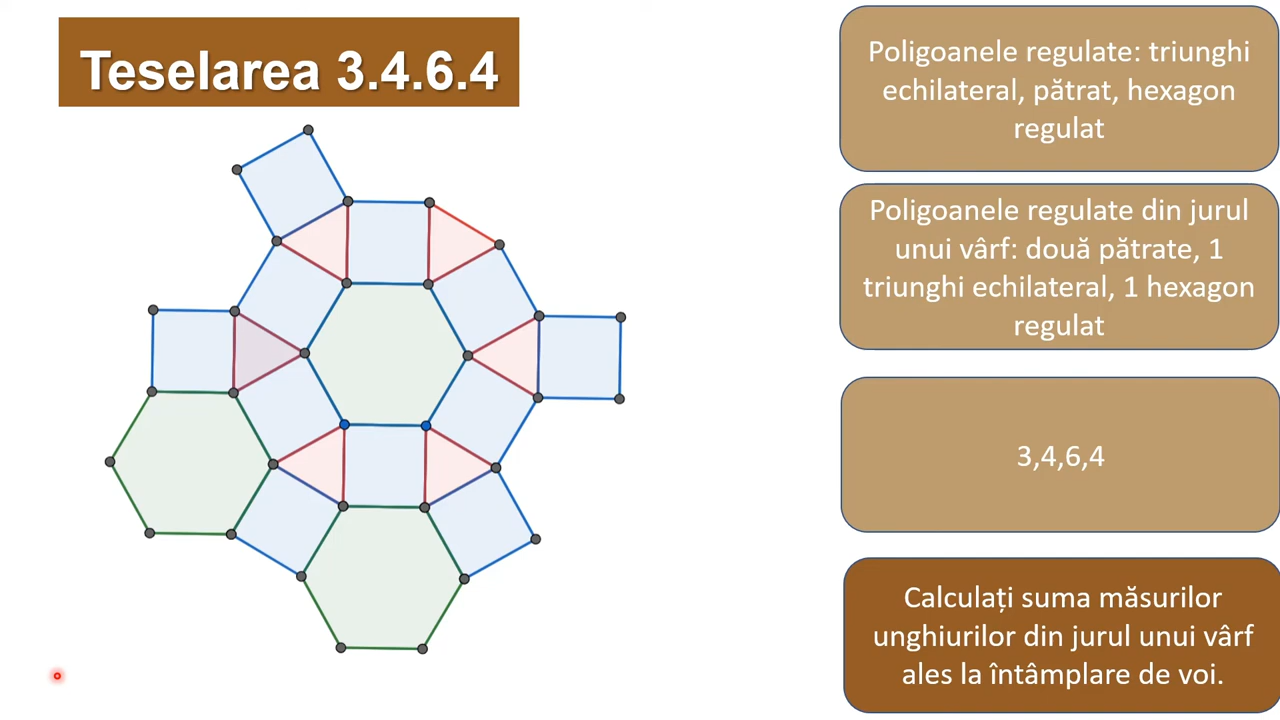 Teselarea 3.4.6.4
Poligoanele regulate: triunghi
echilateral, pătrat, hexagon
regulat
Poligoanele regulate din jurul
unui vârf: două pătrate, 1
triunghi echilateral, 1 hexagon
regulat
3,4,6,4
Calculați suma măsurilor
unghiurilor din jurul unui vârf
ales la întâmplare de voi.